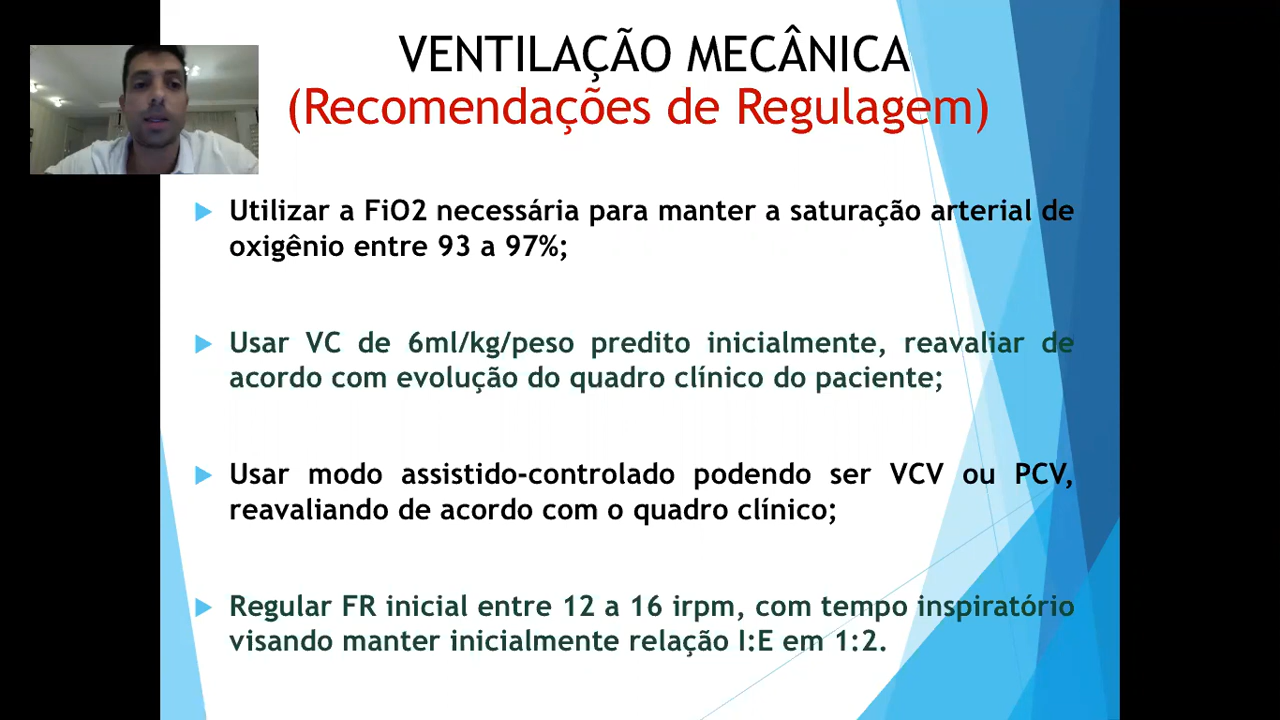 VENTILAÇÃO MECÂNICA
(Recomendações de Regulagem)
Utilizar a FiO2 necessária para manter a saturação arterial de
oxigênio entre 93 a 97%;
Usar VC de 6ml/kg/peso predito inicialmente, reavaliar de
acordo com evolução do quadro clínico do paciente;
Usar modo assistido-controlado podendo ser VCV ou PCV,
reavaliando de acordo com o quadro clínico;
Regular FR inicial entre 12 a 16 irpm, com tempo inspiratório
visando manter inicialmente relação I:E em 1:2.